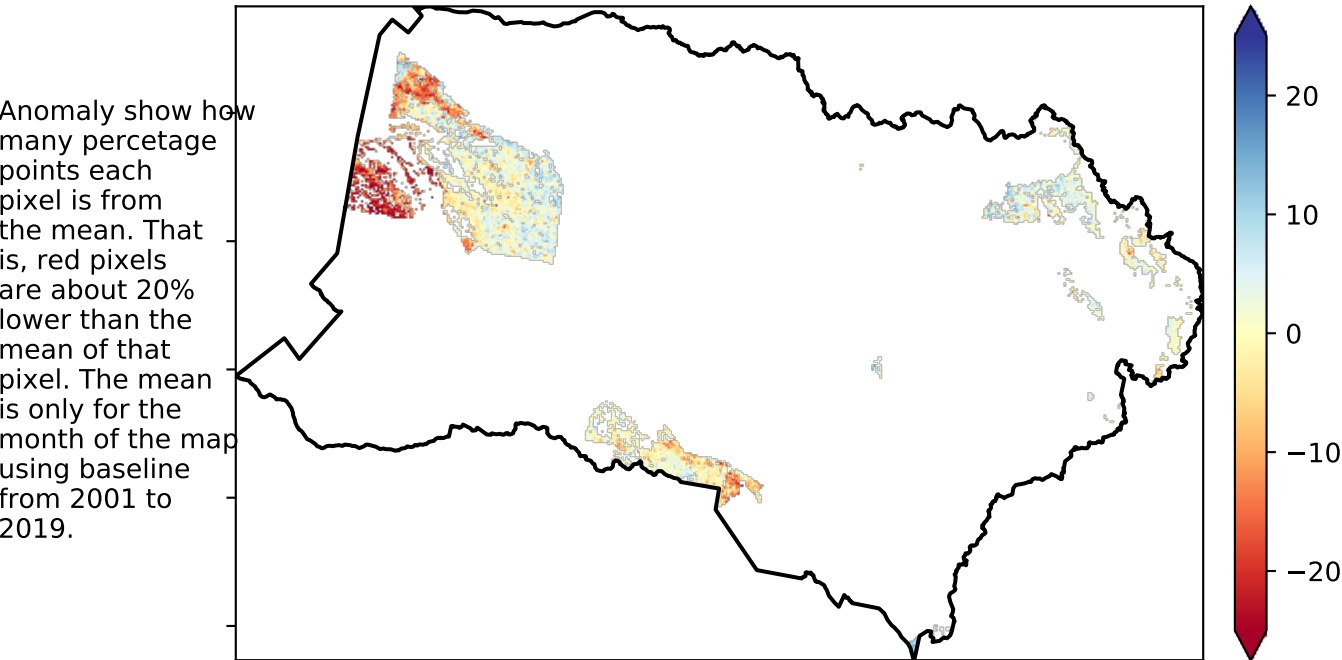 Anomaly show how
many percetage
points each
pixel is from
the mean. That
is, red pixels
are about 20%
lower than the
mean of that
pixel. The mean
is only for the
month of the map
using baseline
from 2001 to
2019.
20
10
0
−10
−20